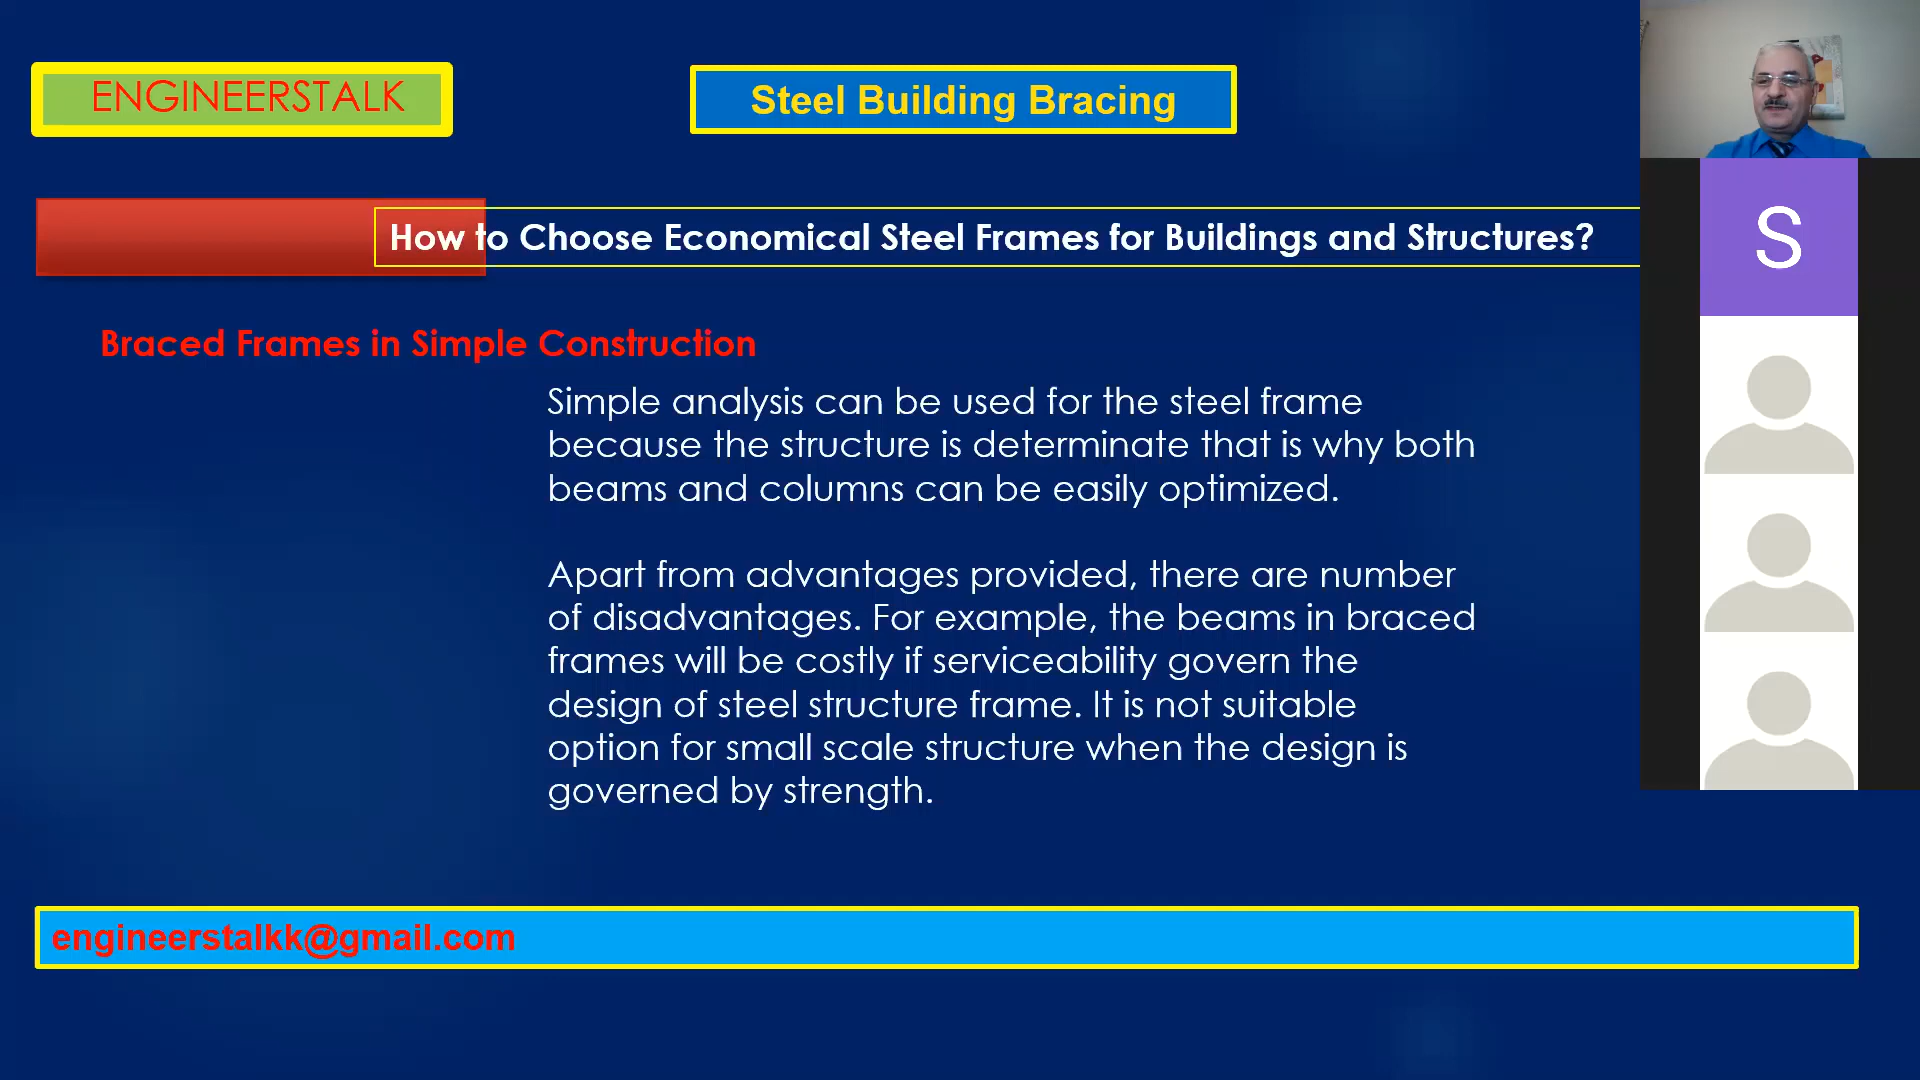 ENGINEERSTALK
Steel Building Bracing
How to Choose Economical Steel Frames for Buildings and Structures?
S
Braced Frames in Simple Construction
Simple analysis can be used for the steel frame
because the structure is determinate that is why both
beams and columns can be easily optimized.
Apart from advantages provided, there are number
of disadvantages. For example, the beams in braced
frames will be costly if serviceability govern the
design of steel structure frame. It is not suitable
option for small scale structure when the design is
governed by strength.
engineerstalkk@gmail.com